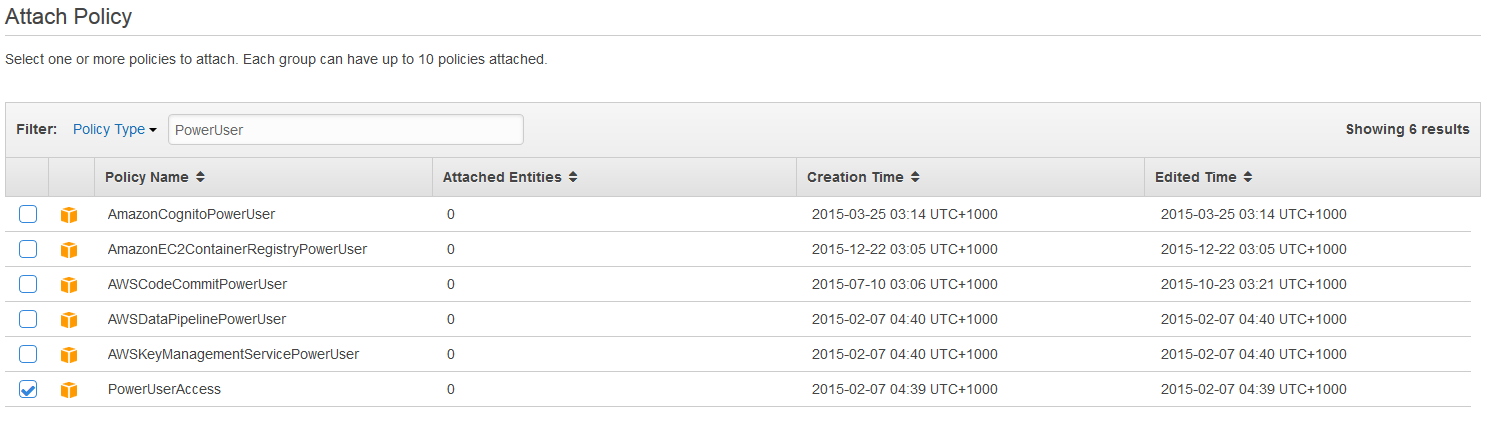 Attach Policy
Select one or more policies to attach. Each group can have up to 10 policies attached.
Filter: Policy Type PowerUser Showing 6 results
Policy Name Attached Entities Creation Time Edited Time
AmazonCognitoPowerUser 0 2015-03-25 03:14 UTC+1000 2015-03-25 03:14 UTC+1000
AmazonEC2ContainerRegistryPowerUser 0 2015-12-22 03:05 UTC+1000 2015-12-22 03:05 UTC+1000
AWSCodeCommitPowerUser 0 2015-07-10 03:06 UTC+1000 2015-10-23 03:21 UTC+1000
AWSDataPipelinePowerUser 0 2015-02-07 04:40 UTC+1000 2015-02-07 04:40 UTC+1000
AWSKeyManagementServicePowerUser 0 2015-02-07 04:40 UTC+1000 2015-02-07 04:40 UTC+1000
PowerUserAccess 0 2015-02-07 04:39 UTC+1000 2015-02-07 04:39 UTC+1000